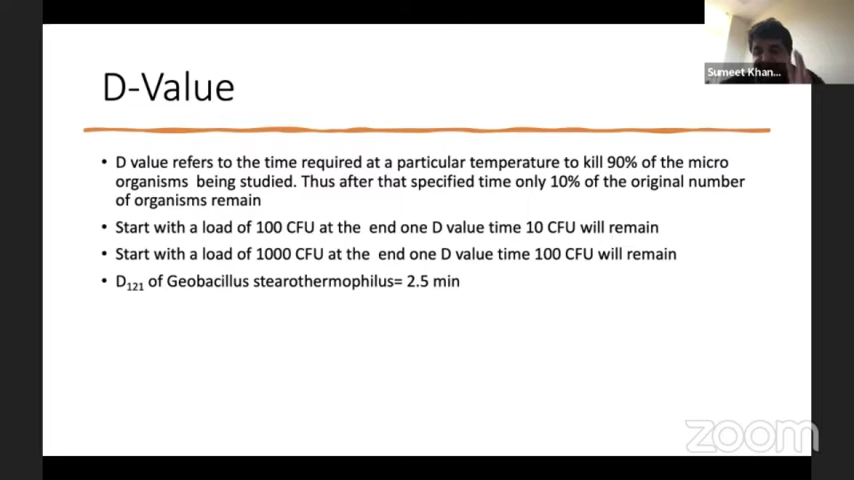 Sumeet Khan...
D-Value
• D value refers to the time required at a particular temperature to kill 90% of the micro
organisms being studied. Thus after that specified time only 10% of the original number
of organisms remain
• Start with a load of 100 CFU at the end one D value time 10 CFU will remain
• Start with a load of 1000 CFU at the end one D value time 100 CFU will remain
• D₁₂₁ of Geobacillus stearothermophilus= 2.5 min
zoom